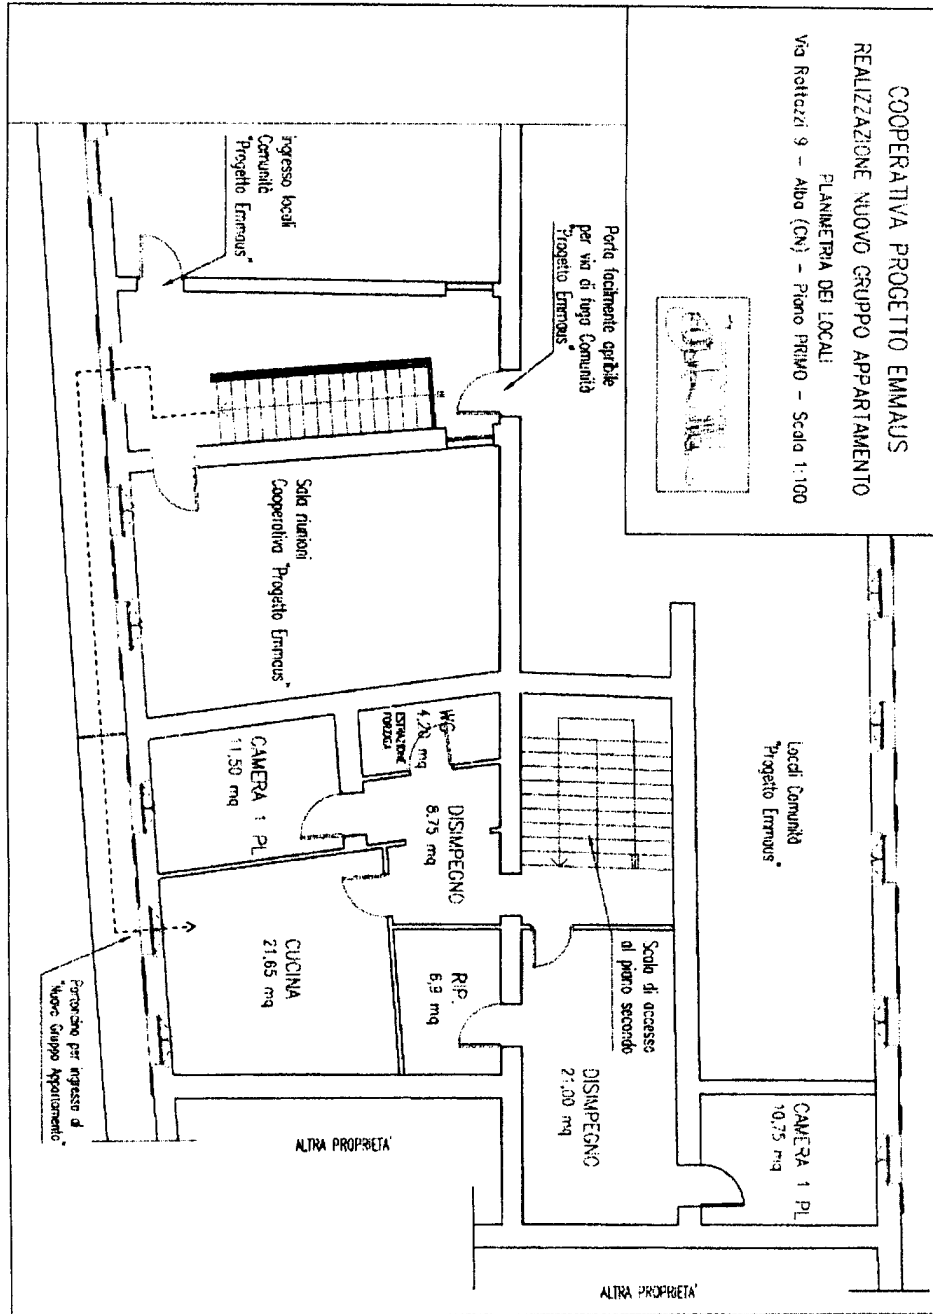 COOPERATIVA PROGETTO EMMAUS
REALIZZAZIONE NUOVO GRUPPO APPARTAMENTO
PLANIMETRIA DEI LOCALI
Via Rattazzi 9 - Alba (CN) - Piano PRIMO - Scala 1:100
Locali Comunità
"Progetto Emmaus"
CAMERA 1 PL
10,75 mq
Porta facilmente apribile
per via di fuga Comunità
"Progetto Emmaus"
Scala di accesso
al piano secondo
DISIMPEGNO
21,00 mq
ALTRA PROPRIETA'
WC
4,20 mq
ESTRAZIONE
FORZATA
DISIMPEGNO
8,75 mq
RIP.
6,9 mq
ingresso locali
Comunità
"Progetto Emmaus"
Sala riunioni
Cooperativa "Progetto Emmaus"
CAMERA 1 PL
11,50 mq
CUCINA
21,65 mq
ALTRA PROPRIETA'
Portoncino per ingresso al
"Nuovo Gruppo Appartamento"